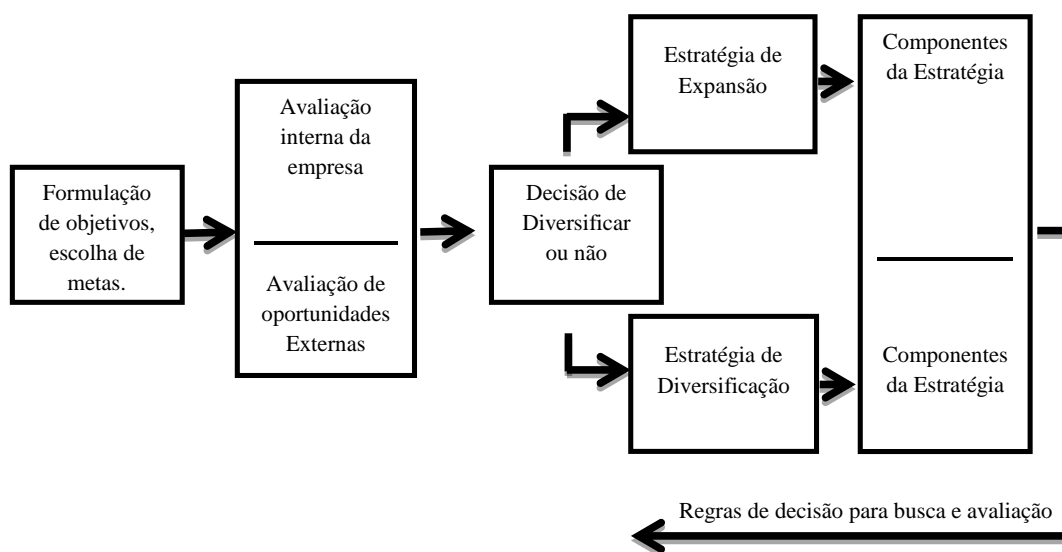 Formulação
de objetivos,
escolha de
metas.
Avaliação
interna da
empresa
Avaliação de
oportunidades
Externas
Decisão de
Diversificar
ou não
Estratégia de
Expansão
Estratégia de
Diversificação
Componentes
da Estratégia
Componentes
da Estratégia
Regras de decisão para busca e avaliação